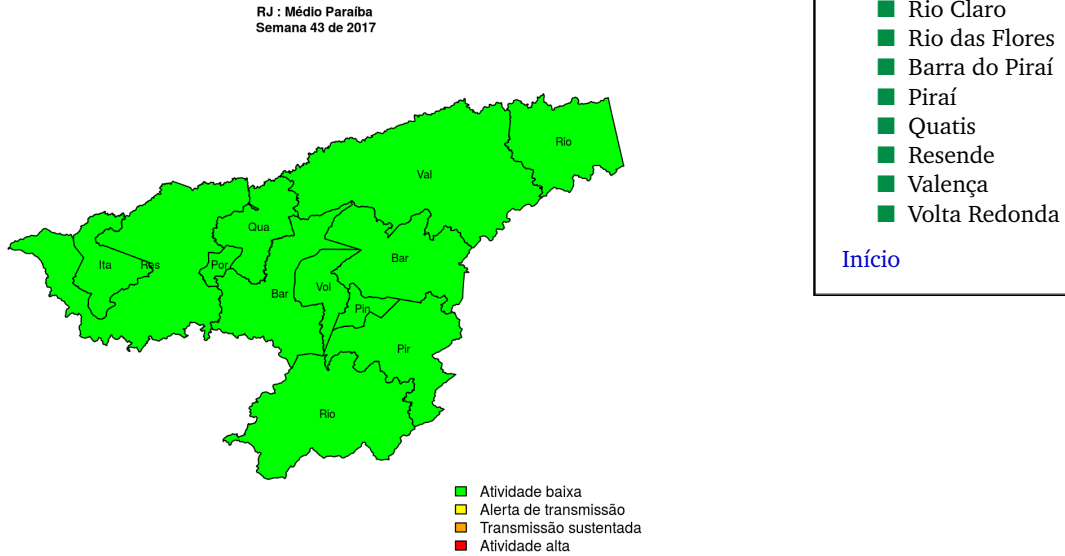 RJ : Médio Paraíba
Semana 43 de 2017
Rio
Val
Qua
Ita
Res
Por
Bar
Bar
Vol
Pin
Pir
Rio
Atividade baixa
Alerta de transmissão
Transmissão sustentada
Atividade alta
Rio Claro
Rio das Flores
Barra do Piraí
Piraí
Quatis
Resende
Valença
Volta Redonda
Início